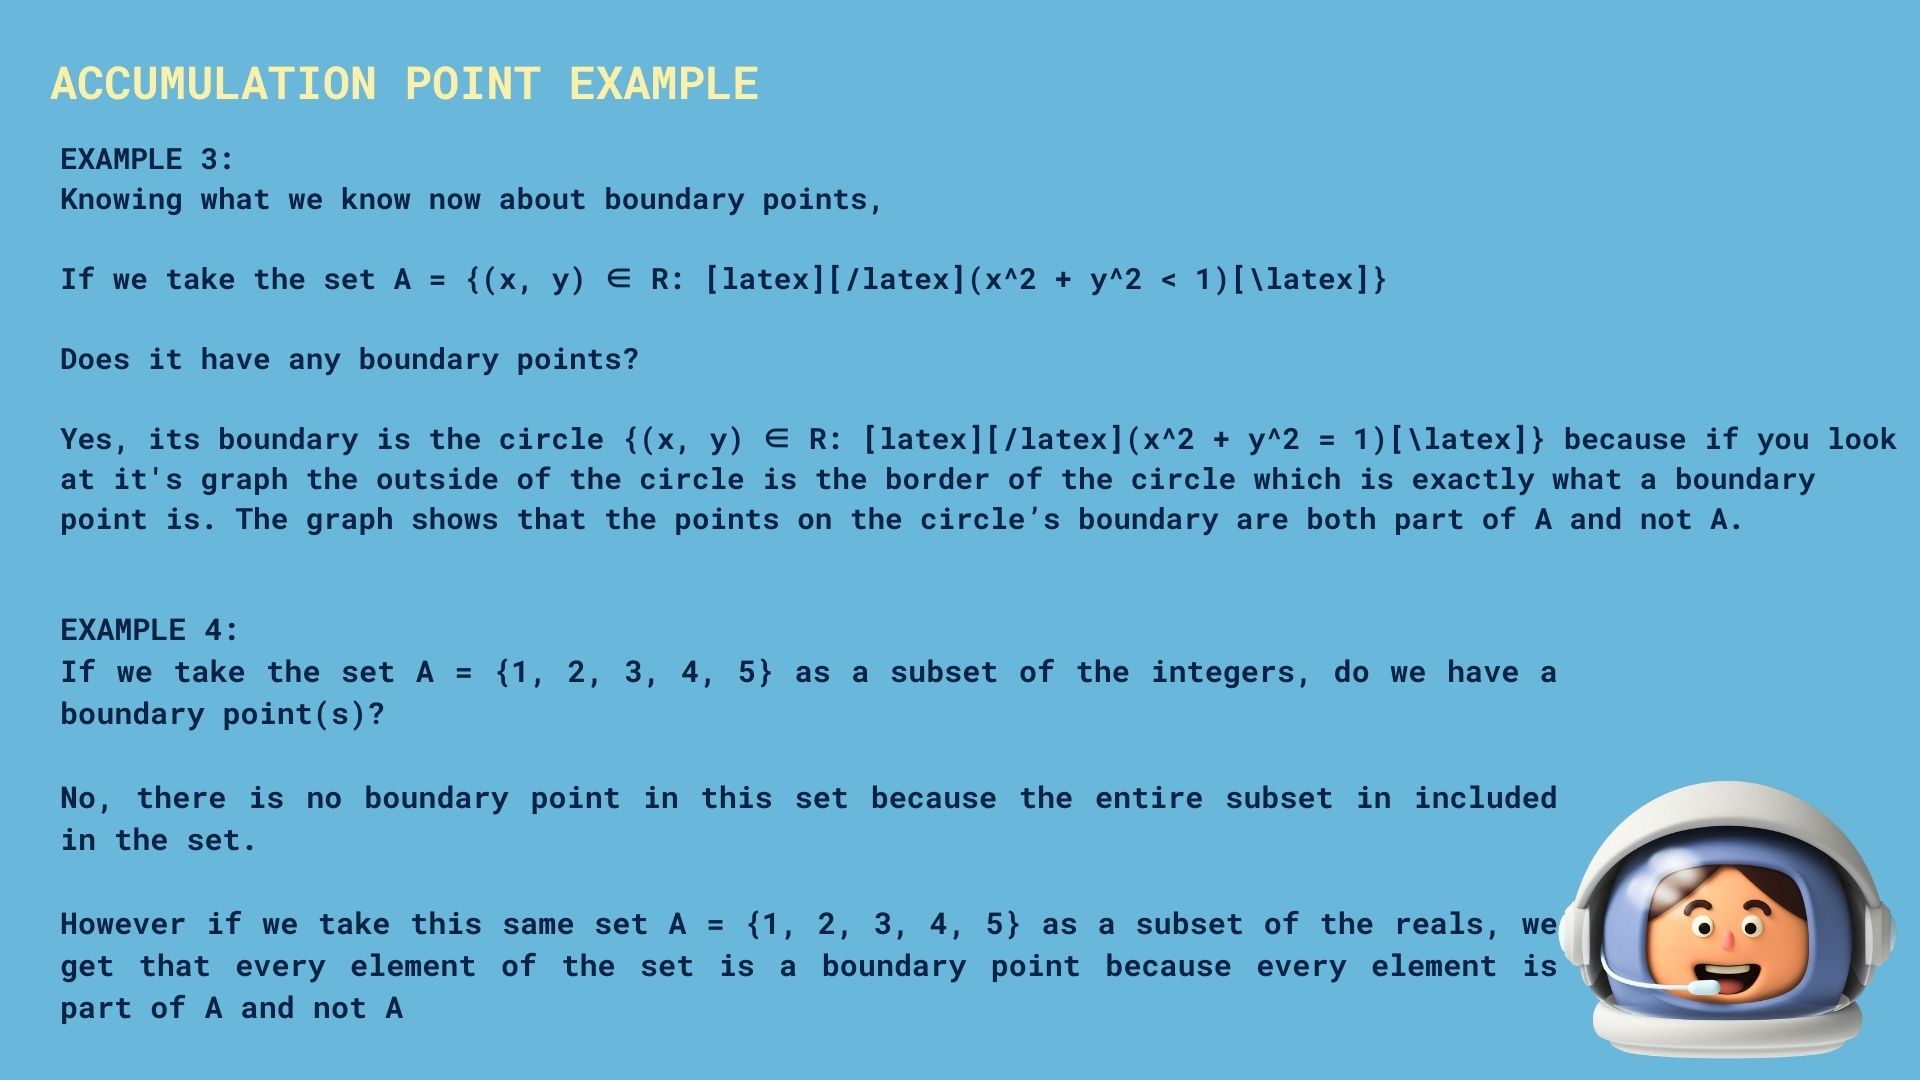 ACCUMULATION POINT EXAMPLE
EXAMPLE 3:
Knowing what we know now about boundary points,
If we take the set A = {(x, y) ∈ R: [latex][/latex](x^2 + y^2 < 1)[\latex]}
Does it have any boundary points?
Yes, its boundary is the circle {(x, y) ∈ R: [latex][/latex](x^2 + y^2 = 1)[\latex]} because if you look
at it's graph the outside of the circle is the border of the circle which is exactly what a boundary
point is. The graph shows that the points on the circle’s boundary are both part of A and not A.
EXAMPLE 4:
If we take the set A = {1, 2, 3, 4, 5} as a subset of the integers, do we have a
boundary point(s)?
No, there is no boundary point in this set because the entire subset in included
in the set.
However if we take this same set A = {1, 2, 3, 4, 5} as a subset of the reals, we
get that every element of the set is a boundary point because every element is
part of A and not A